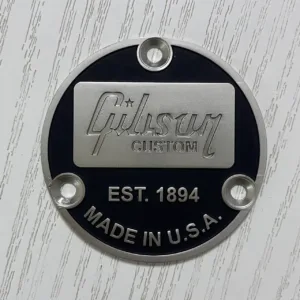 Gibson
CUSTOM
EST. 1894
MADE IN U.S.A.